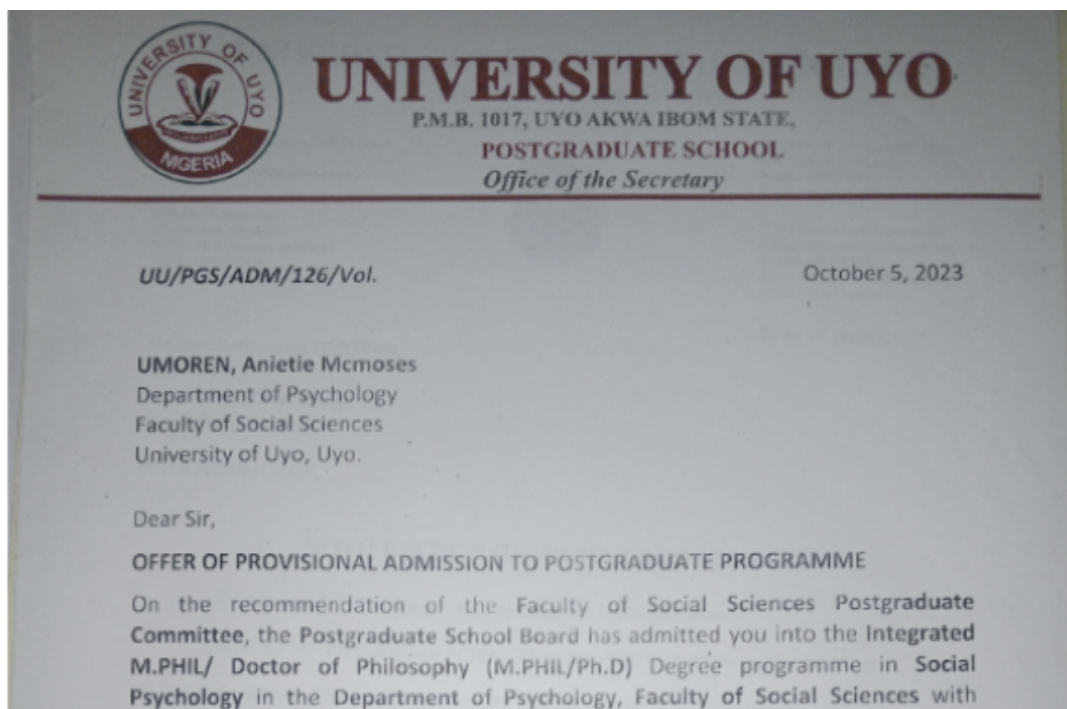 UNIVERSITY OF UYO
NIGERIA
UNIVERSITY OF UYO
P.M.B. 1017, UYO AKWA IBOM STATE,
POSTGRADUATE SCHOOL
Office of the Secretary
UU/PGS/ADM/126/Vol.
October 5, 2023
UMOREN, Anietie Mcmoses
Department of Psychology
Faculty of Social Sciences
University of Uyo, Uyo.
Dear Sir,
OFFER OF PROVISIONAL ADMISSION TO POSTGRADUATE PROGRAMME
On the recommendation of the Faculty of Social Sciences Postgraduate
Committee, the Postgraduate School Board has admitted you into the Integrated
M.PHIL/ Doctor of Philosophy (M.PHIL/Ph.D) Degree programme in Social
Psychology in the Department of Psychology, Faculty of Social Sciences with